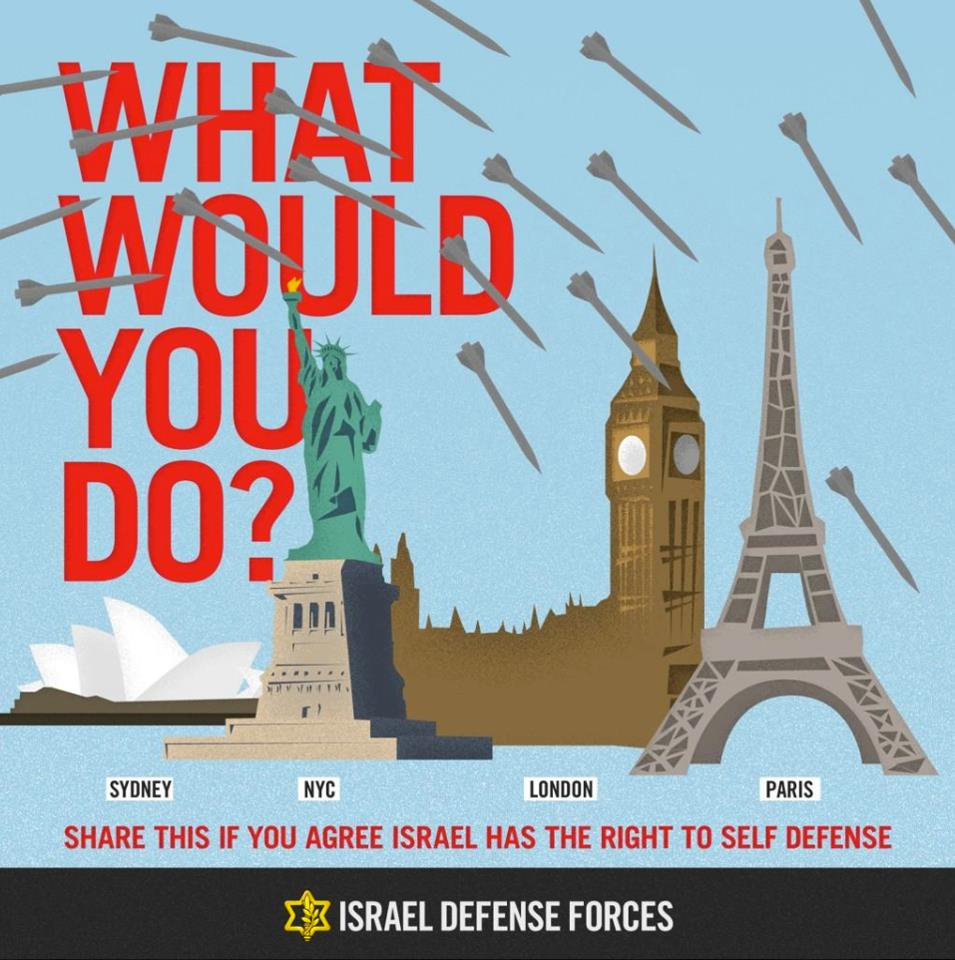 WHAT
WOULD
YOU
DO?
SYDNEY NYC LONDON PARIS
SHARE THIS IF YOU AGREE ISRAEL HAS THE RIGHT TO SELF DEFENSE
ISRAEL DEFENSE FORCES